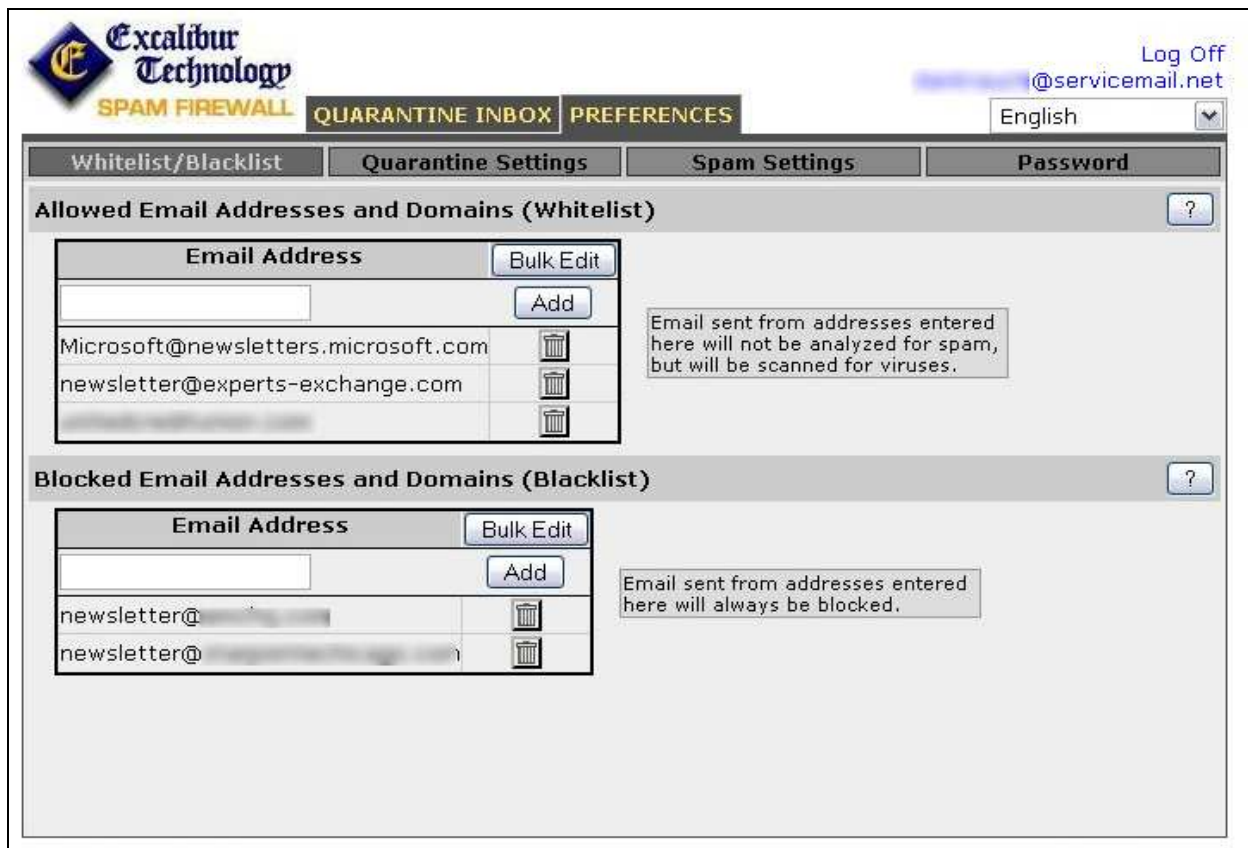 Excalibur
Technology
SPAM FIREWALL
Log Off
@servicemail.net
QUARANTINE INBOX PREFERENCES
English
Whitelist/Blacklist Quarantine Settings Spam Settings Password
Allowed Email Addresses and Domains (Whitelist) ?
Email Address Bulk Edit
Add
Microsoft@newsletters.microsoft.com
newsletter@experts-exchange.com
Email sent from addresses entered
here will not be analyzed for spam,
but will be scanned for viruses.
Blocked Email Addresses and Domains (Blacklist) ?
Email Address Bulk Edit
Add
newsletter@
newsletter@
Email sent from addresses entered
here will always be blocked.